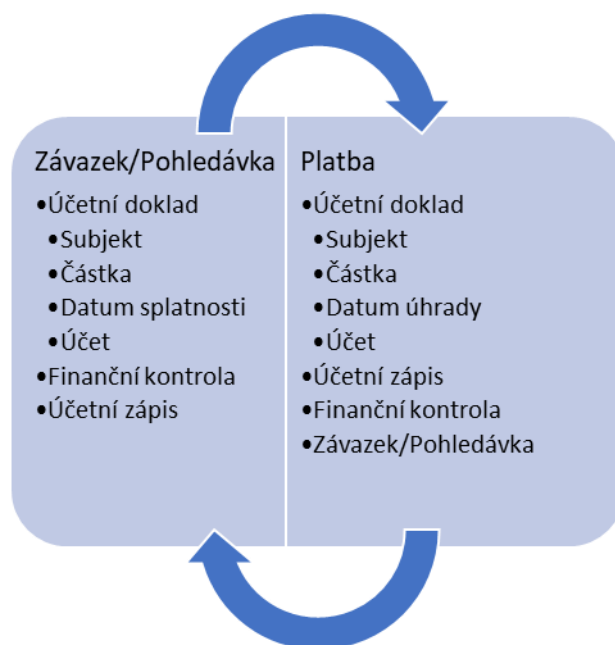 Závazek/Pohledávka
•Účetní doklad
•Subjekt
•Částka
•Datum splatnosti
•Účet
•Finanční kontrola
•Účetní zápis
Platba
•Účetní doklad
•Subjekt
•Částka
•Datum úhrady
•Účet
•Účetní zápis
•Finanční kontrola
•Závazek/Pohledávka